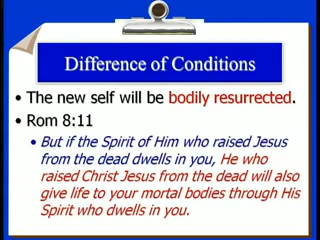 Difference of Conditions
• The new self will be bodily resurrected.
• Rom 8:11
• But if the Spirit of Him who raised Jesus
from the dead dwells in you, He who
raised Christ Jesus from the dead will also
give life to your mortal bodies through His
Spirit who dwells in you.